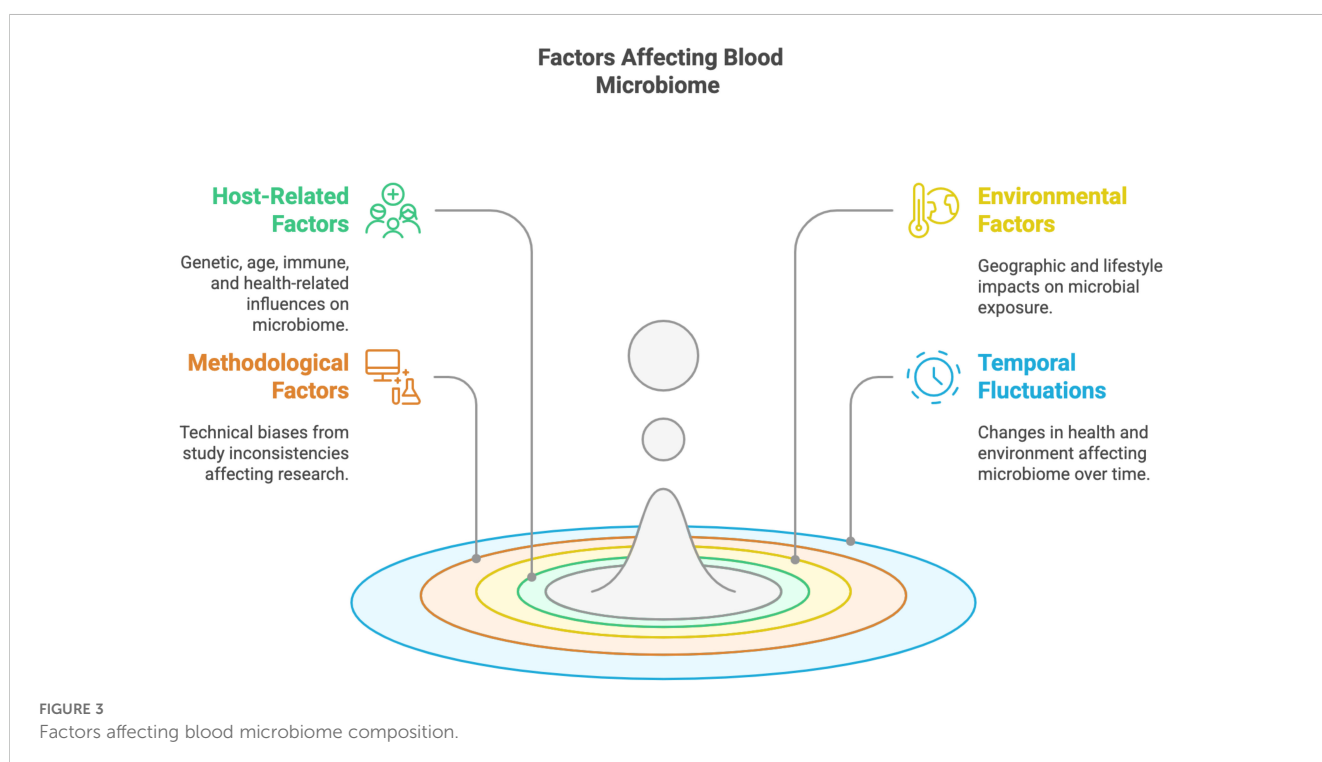 Factors Affecting Blood
Microbiome
Host-Related
Factors
Genetic, age, immune,
and health-related
influences on
microbiome.
Methodological
Factors
Technical biases from
study inconsistencies
affecting research.
Environmental
Factors
Geographic and lifestyle
impacts on microbial
exposure.
Temporal
Fluctuations
Changes in health and
environment affecting
microbiome over time.
FIGURE 3
Factors affecting blood microbiome composition.